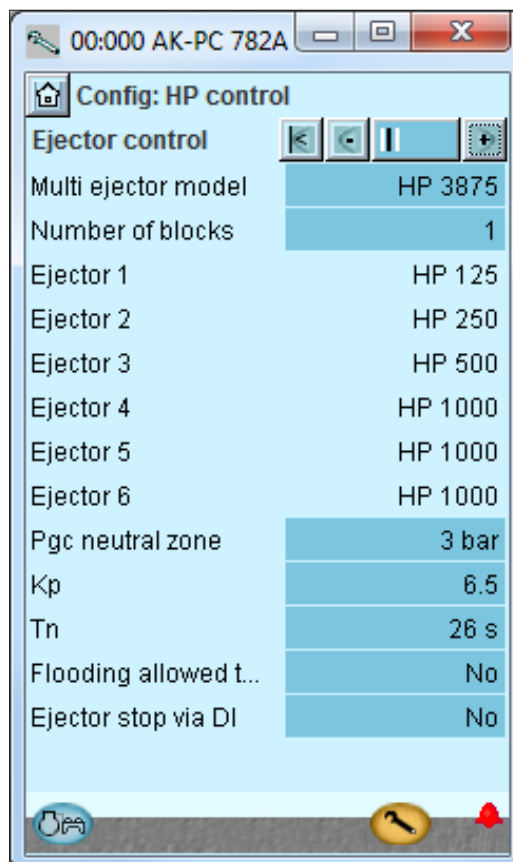 00:000 AK-PC 782A
Config: HP control
Ejector control
Multi ejector model HP 3875
Number of blocks 1
Ejector 1 HP 125
Ejector 2 HP 250
Ejector 3 HP 500
Ejector 4 HP 1000
Ejector 5 HP 1000
Ejector 6 HP 1000
Pgc neutral zone 3 bar
Kp 6.5
Tn 26 s
Flooding allowed t... No
Ejector stop via DI No